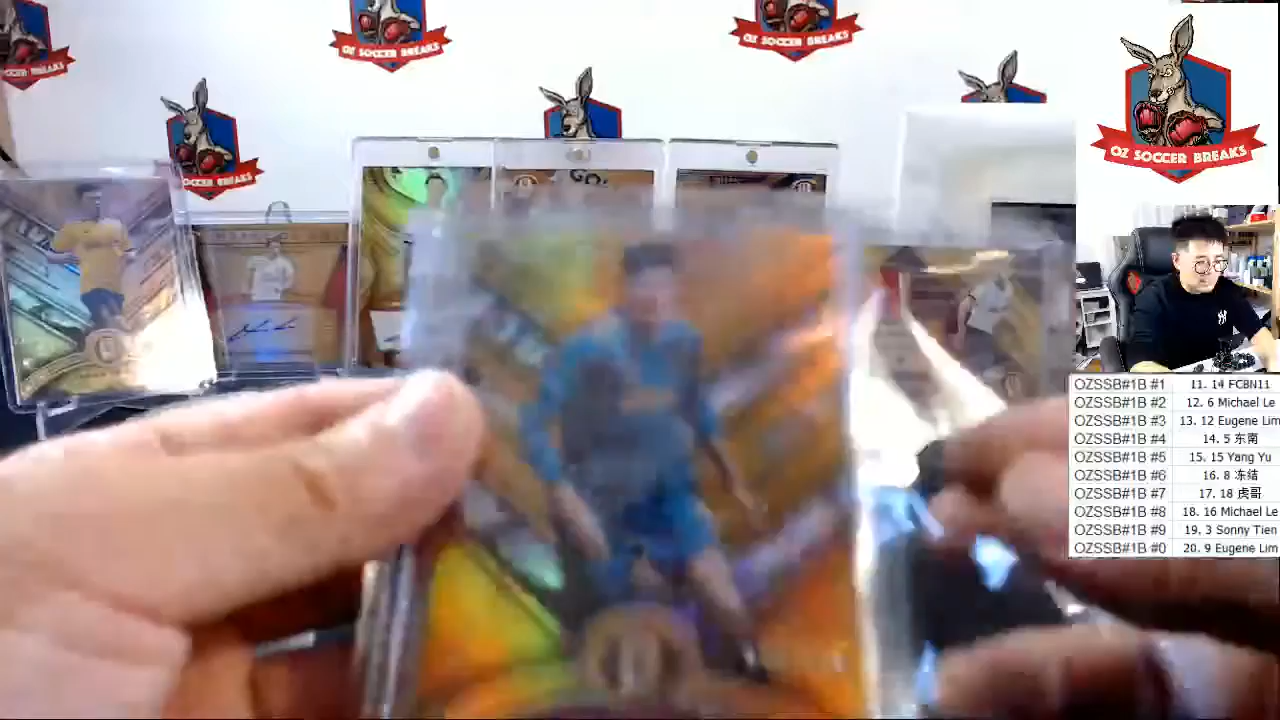 OZ SOCCER BREAKS
OZ SOCCER BREAKS
OZ SOCCER BREAKS
OZ SOCCER BREAKS
OZSSB#1B #1 11. 14 FCBN11
OZSSB#1B #2 12. 6 Michael Le
OZSSB#1B #3 13. 12 Eugene Lim
OZSSB#1B #4 14. 5 东南
OZSSB#1B #5 15. 15 Yang Yu
OZSSB#1B #6 16. 8 冻结
OZSSB#1B #7 17. 18 虎哥
OZSSB#1B #8 18. 16 Michael Le
OZSSB#1B #9 19. 3 Sonny Tien
OZSSB#1B #0 20. 9 Eugene Lim